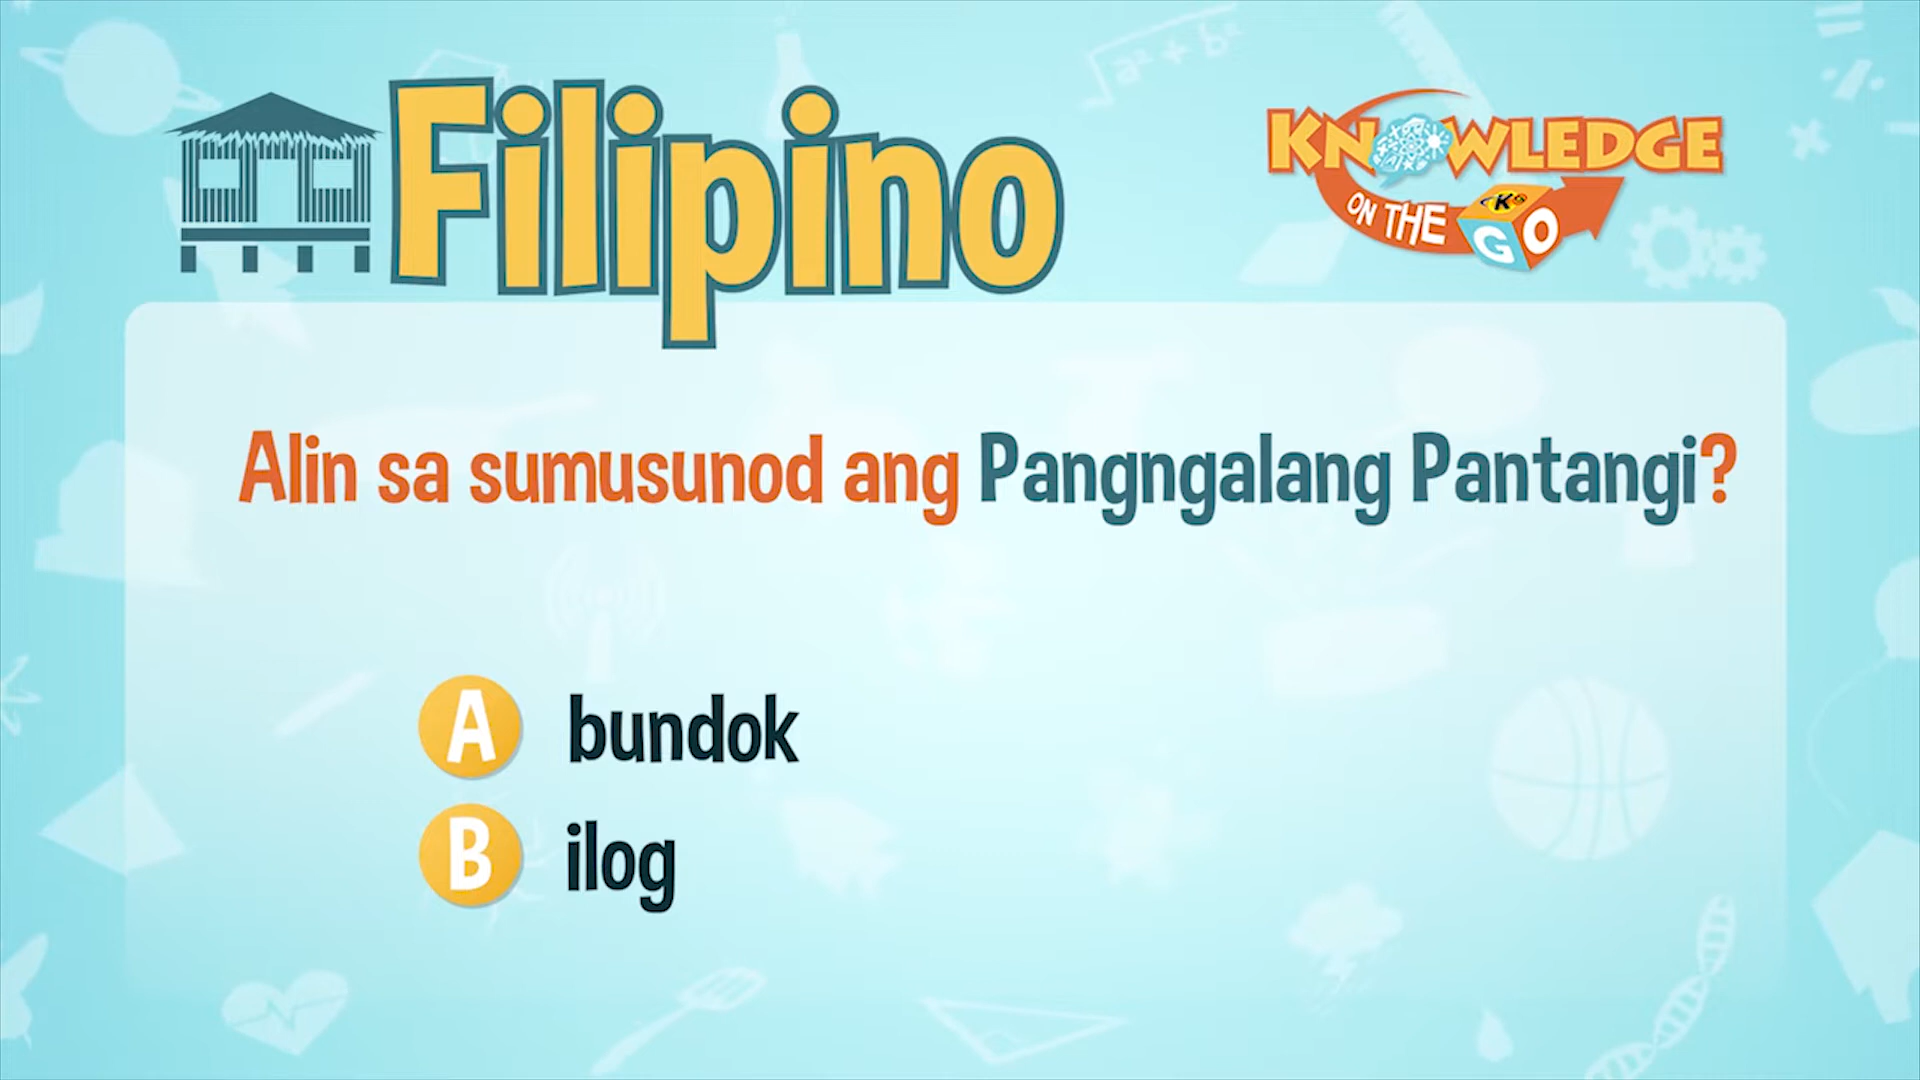 Filipino
KNOWLEDGE
ON THE GO
Alin sa sumusunod ang Pangngalang Pantangi?
A bundok
B ilog